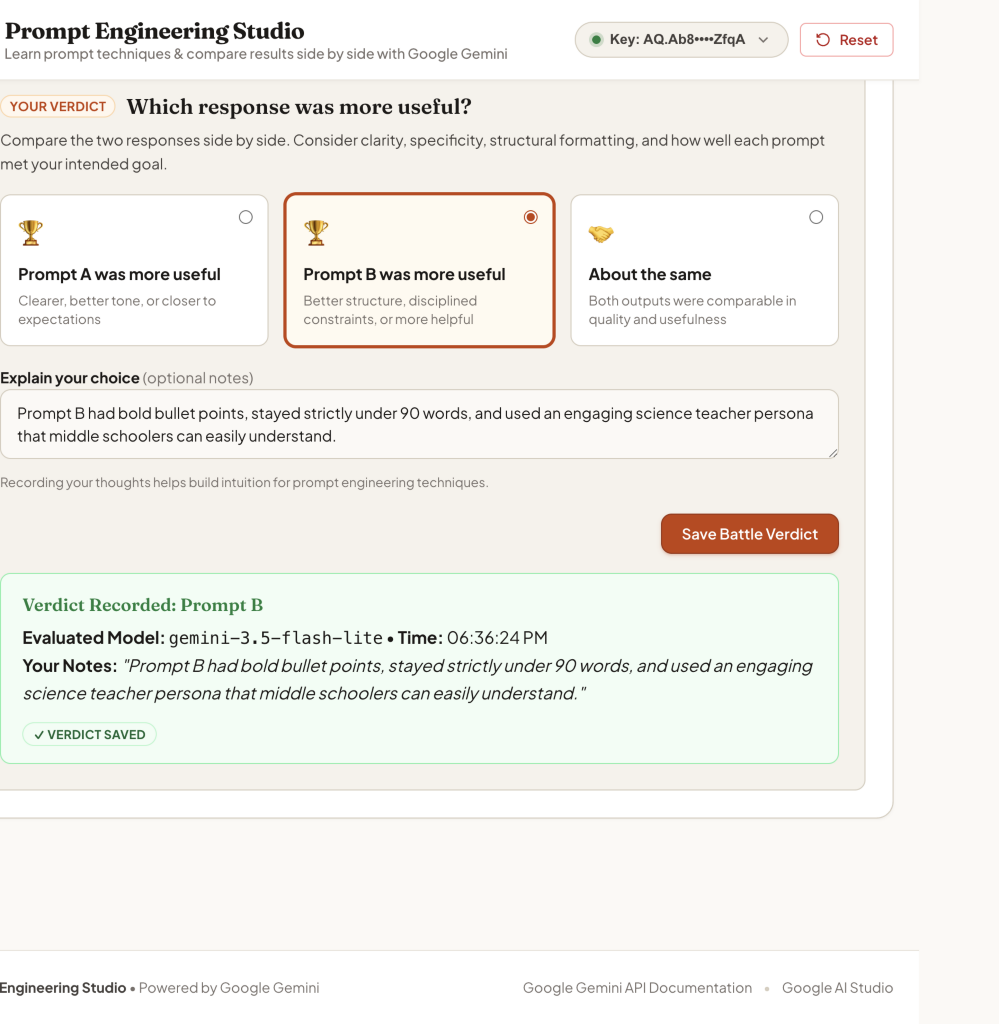 Prompt Engineering Studio
Learn prompt techniques & compare results side by side with Google Gemini
Key: AQ.Ab8••••ZfqA
Reset
YOUR VERDICT
Which response was more useful?
Compare the two responses side by side. Consider clarity, specificity, structural formatting, and how well each prompt
met your intended goal.
Prompt A was more useful
Clearer, better tone, or closer to
expectations
Prompt B was more useful
Better structure, disciplined
constraints, or more helpful
About the same
Both outputs were comparable in
quality and usefulness
Explain your choice (optional notes)
Prompt B had bold bullet points, stayed strictly under 90 words, and used an engaging science teacher persona
that middle schoolers can easily understand.
Recording your thoughts helps build intuition for prompt engineering techniques.
Save Battle Verdict
Verdict Recorded: Prompt B
Evaluated Model: gemini-3.5-flash-lite • Time: 06:36:24 PM
Your Notes: "Prompt B had bold bullet points, stayed strictly under 90 words, and used an engaging
science teacher persona that middle schoolers can easily understand."
✓ VERDICT SAVED
Engineering Studio • Powered by Google Gemini
Google Gemini API Documentation • Google AI Studio